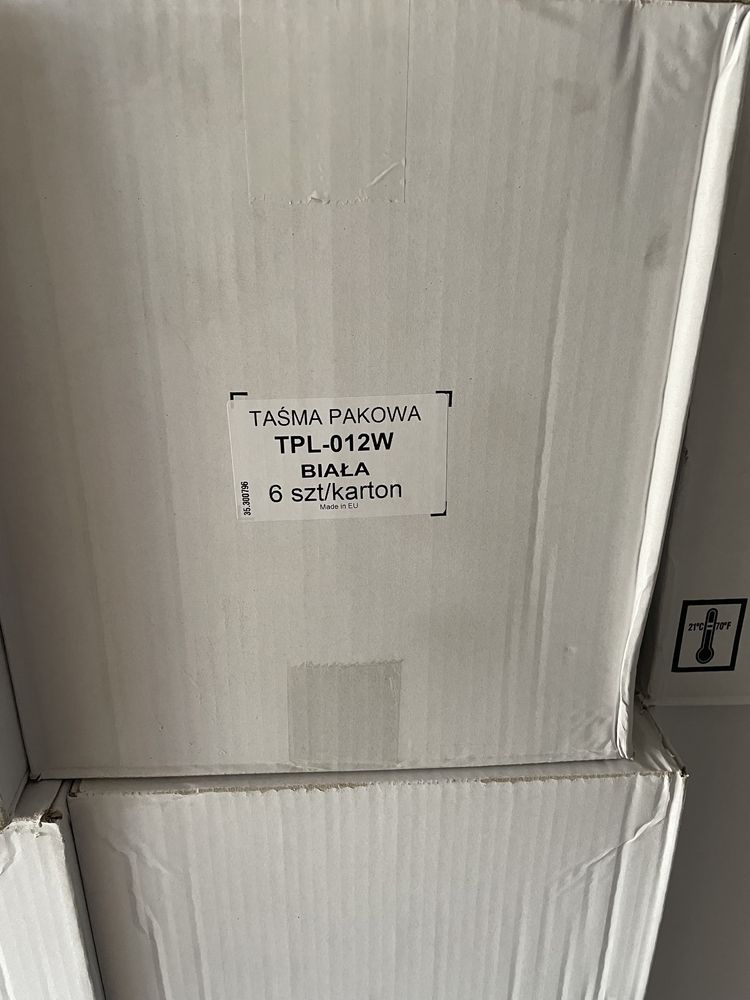 TAŚMA PAKOWA
TPL-012W
BIAŁA
6 szt/karton
Made in EU
35.300796
21°C 70°F